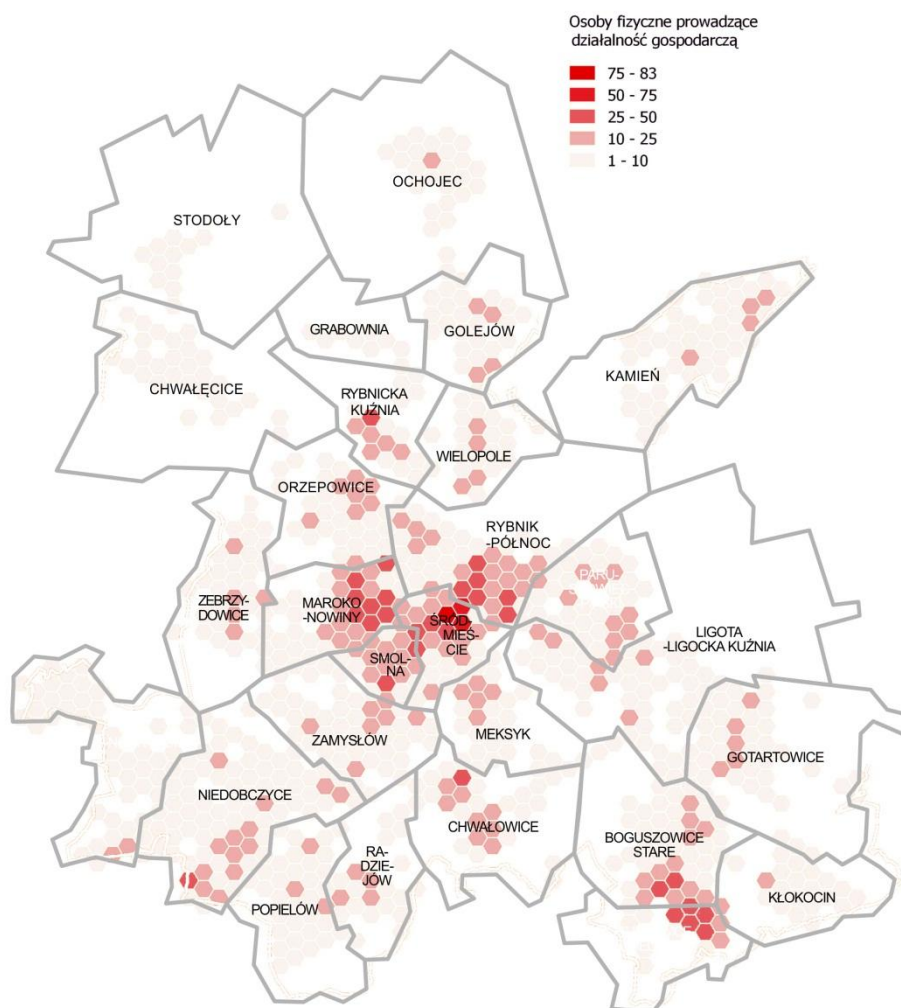 Osoby fizyczne prowadzące
działalność gospodarczą
75 - 83
50 - 75
25 - 50
10 - 25
1 - 10
OCHOJEC
STODOŁY
GRABOWNIA
GOLEJÓW
KAMIEŃ
CHWAŁĘCICE
RYBNICKA
KUŹNIA
WIELOPOLE
ORZEPOWICE
RYBNIK
-PÓŁNOC
PARU-
ZEBRZY-
DOWICE
MAROKO
-NOWINY
ŚRÓD-
MIEŚ-
CIE
LIGOTA
-LIGOCKA KUŹNIA
SMOL-
NA
ZAMYSŁÓW
MEKSYK
GOTARTOWICE
NIEDOBCZYCE
CHWAŁOWICE
BOGUSZOWICE
STARE
RA-
DZIE-
JÓW
KŁOKOCIN
POPIELÓW